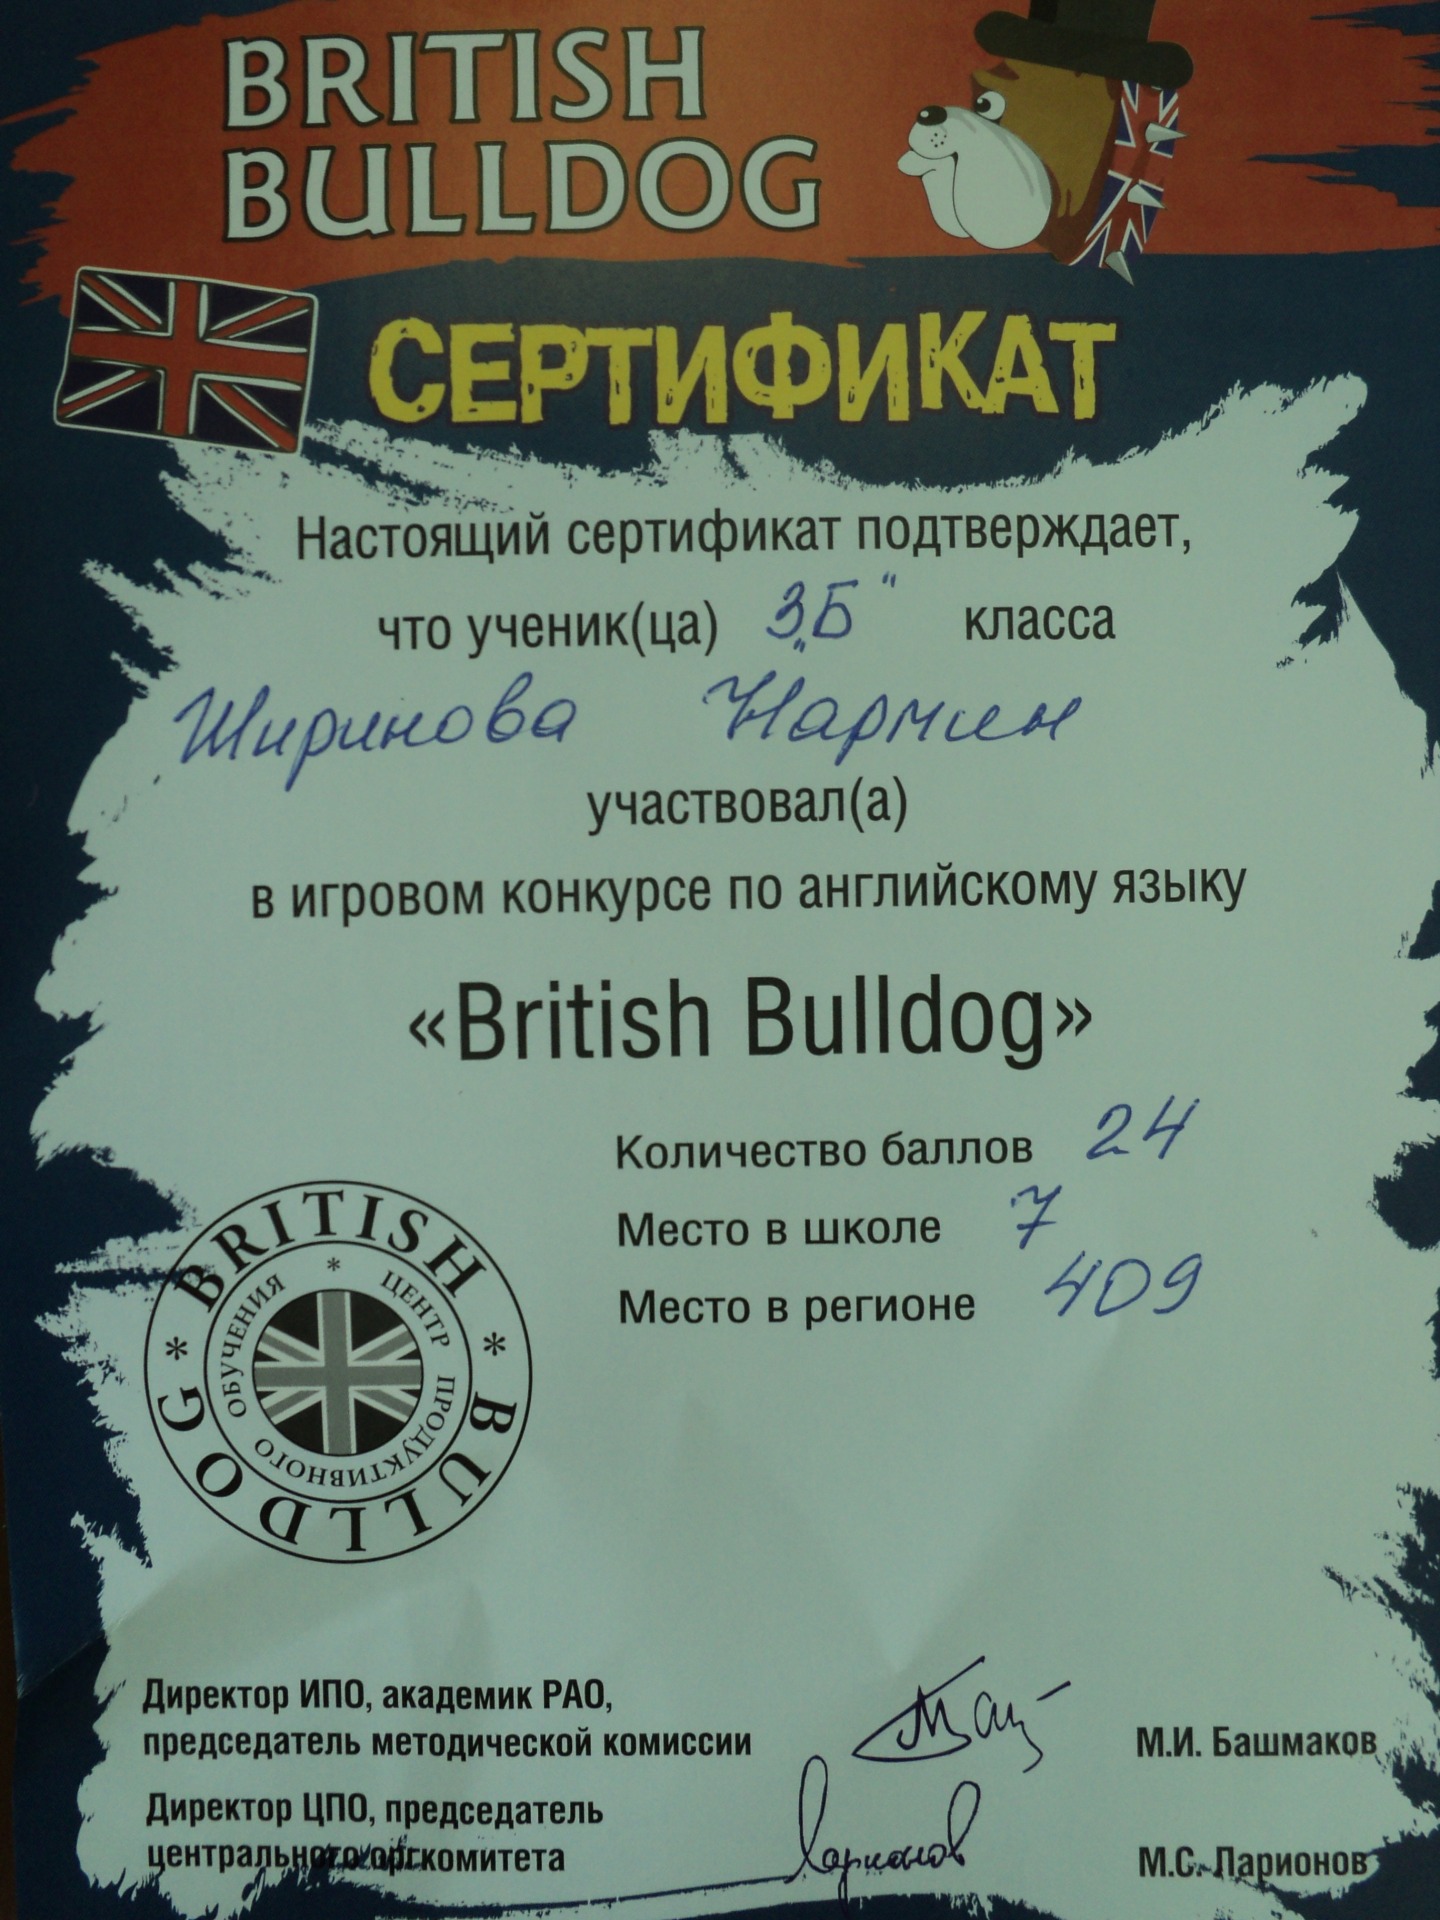 BRITISH
BULLDOG
СЕРТИФИКАТ
Настоящий сертификат подтверждает,
что ученик(ца) 3„Б“ класса
Ширинова Нармин
участвовал(а)
в игровом конкурсе по английскому языку
«British Bulldog»
Количество баллов 24
Место в школе 7
Место в регионе 409
* BRITISH * BULLDOG
* ЦЕНТР ПРОДУКТИВНОГО ОБУЧЕНИЯ
Директор ИПО, академик РАО,
председатель методической комиссии М.И. Башмаков
Директор ЦПО, председатель
центрального оргкомитета Ларионов М.С. Ларионов